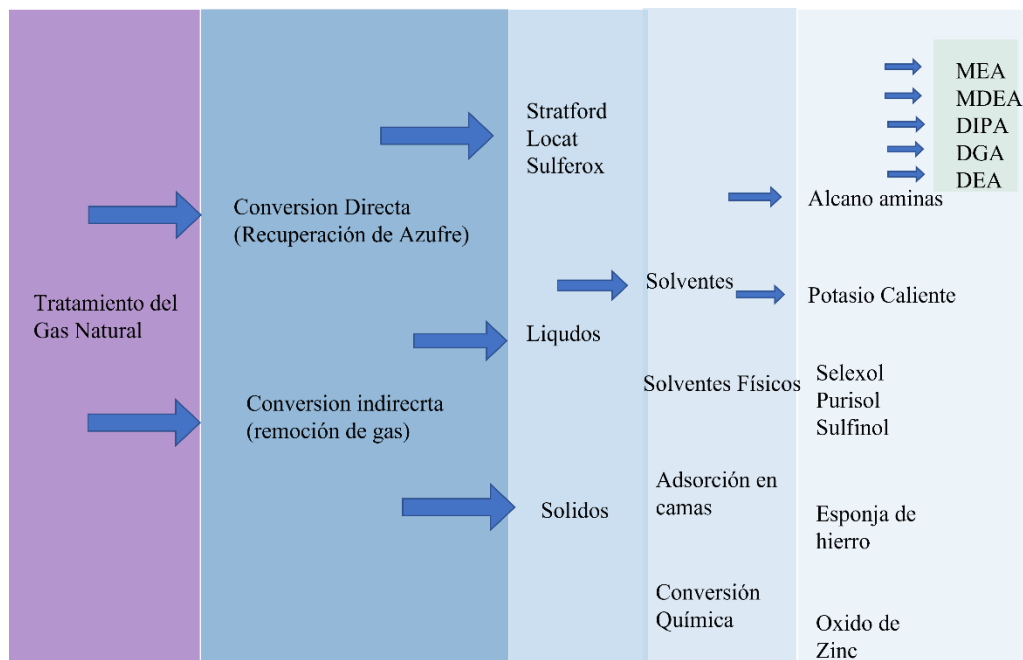 Tratamiento del
Gas Natural
Conversion Directa
(Recuperación de Azufre)
Conversion indirecrta
(remoción de gas)
Stratford
Locat
Sulferox
Liqudos
Solidos
Solventes
Solventes Físicos
Adsorción en
camas
Conversión
Química
MEA
MDEA
DIPA
DGA
DEA
Alcano aminas
Potasio Caliente
Selexol
Purisol
Sulfinol
Esponja de
hierro
Oxido de
Zinc